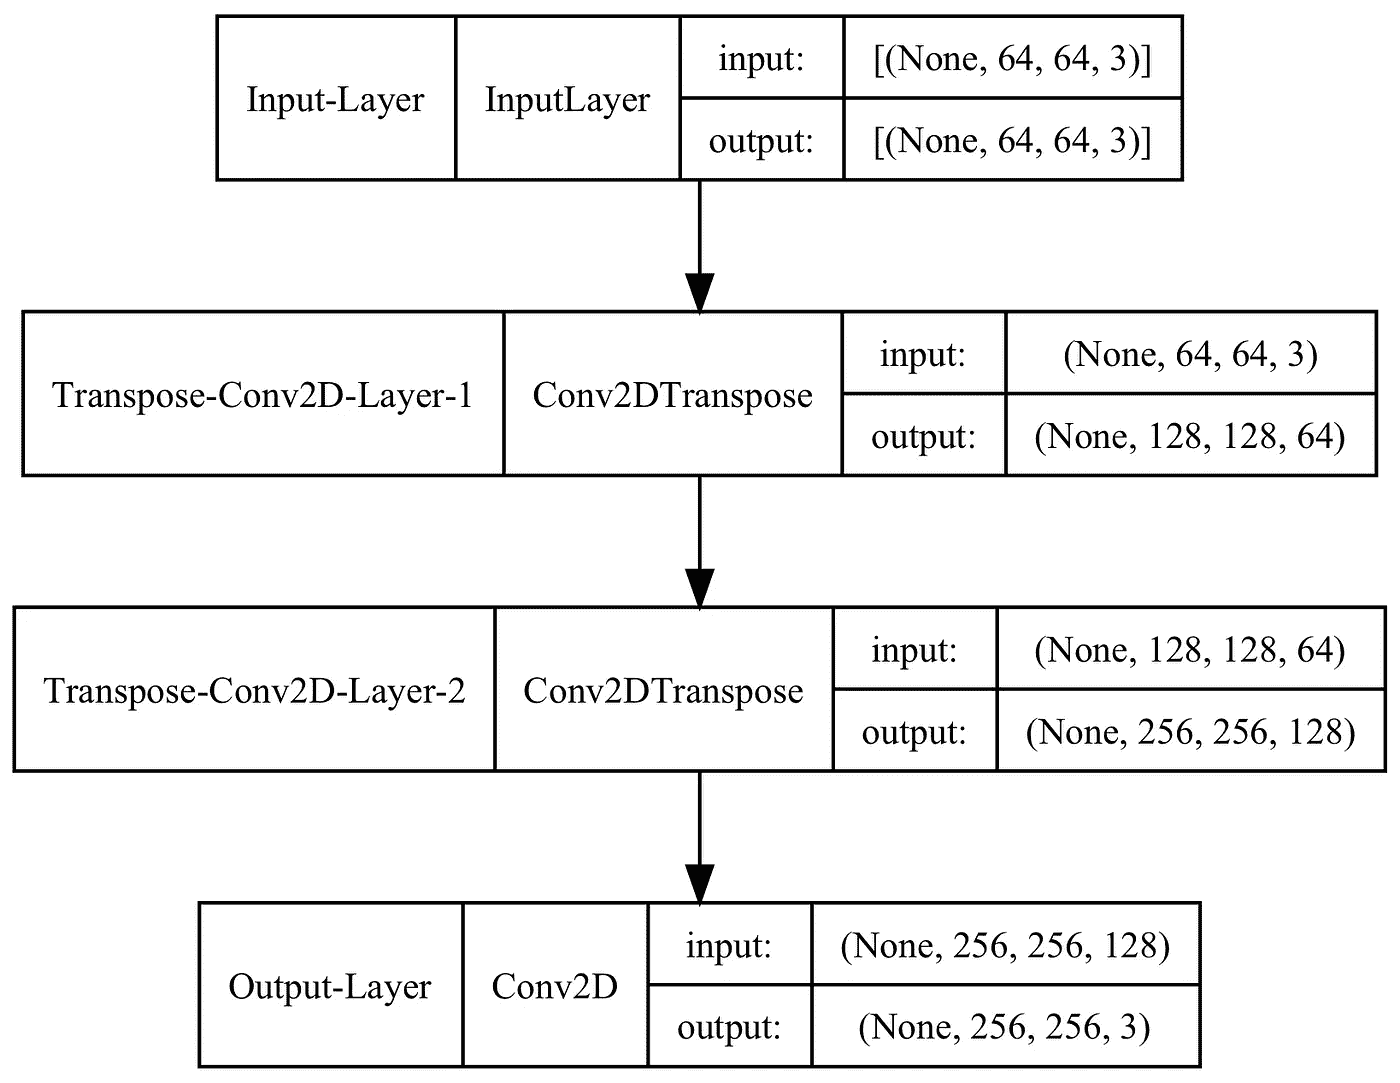 Input-Layer
InputLayer
input:
[(None, 64, 64, 3)]
output:
[(None, 64, 64, 3)]
Transpose-Conv2D-Layer-1
Conv2DTranspose
input:
(None, 64, 64, 3)
output:
(None, 128, 128, 64)
Transpose-Conv2D-Layer-2
Conv2DTranspose
input:
(None, 128, 128, 64)
output:
(None, 256, 256, 128)
Output-Layer
Conv2D
input:
(None, 256, 256, 128)
output:
(None, 256, 256, 3)